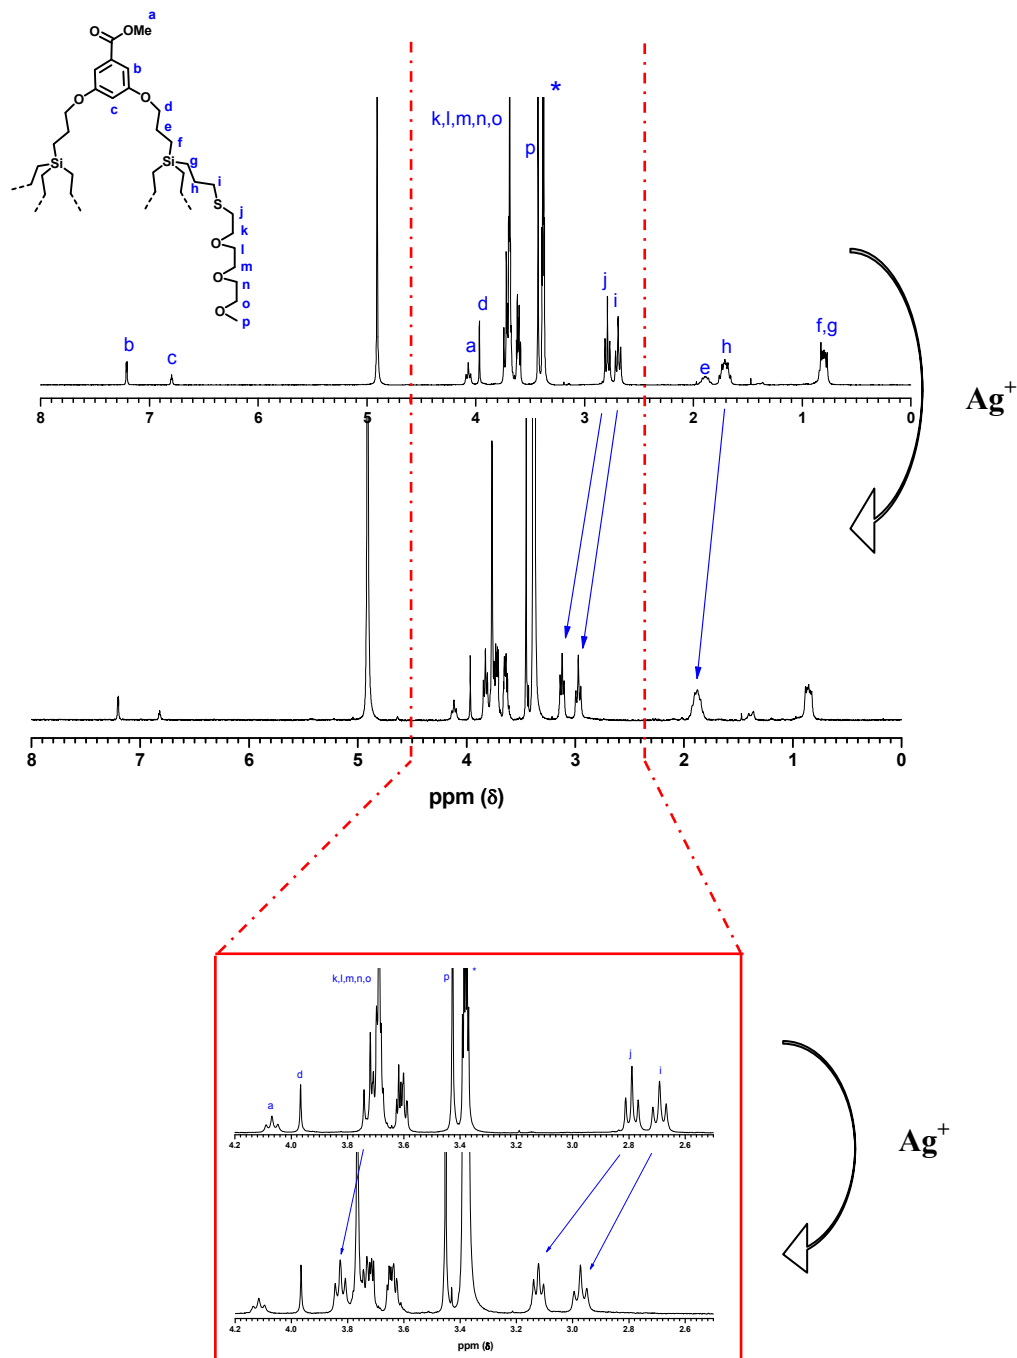 a
O
OMe
b
O
O
c
d
e
f
Si
Si
g
h
i
S
j
k
O
l
m
O
n
o
O
p
*
k,l,m,n,o
p
j
i
d
a
f,g
b
c
h
e
8 7 6 5 4 3 2 1 0
Ag+
8 7 6 5 4 3 2 1 0
ppm (δ)
k,l,m,n,o
p
*
j
i
d
a
4.2 4.0 3.8 3.6 3.4 3.2 3.0 2.8 2.6
Ag+
4.2 4.0 3.8 3.6 3.4 3.2 3.0 2.8 2.6
ppm (δ)